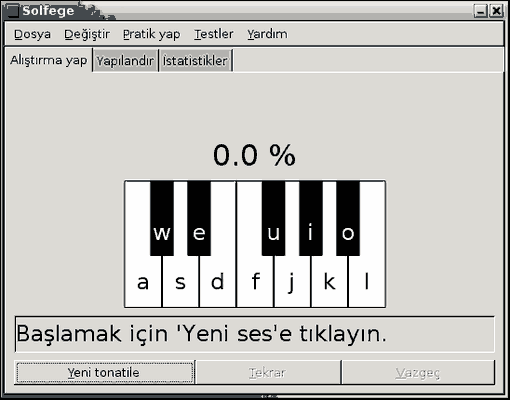 Solfege
Dosya Değiştir Pratik yap Testler Yardım
Alıştırma yap Yapılandır İstatistikler
0.0 %
w e u i o
a s d f j k l
Başlamak için 'Yeni ses'e tıklayın.
Yeni tonatile Tekrar Vazgeç